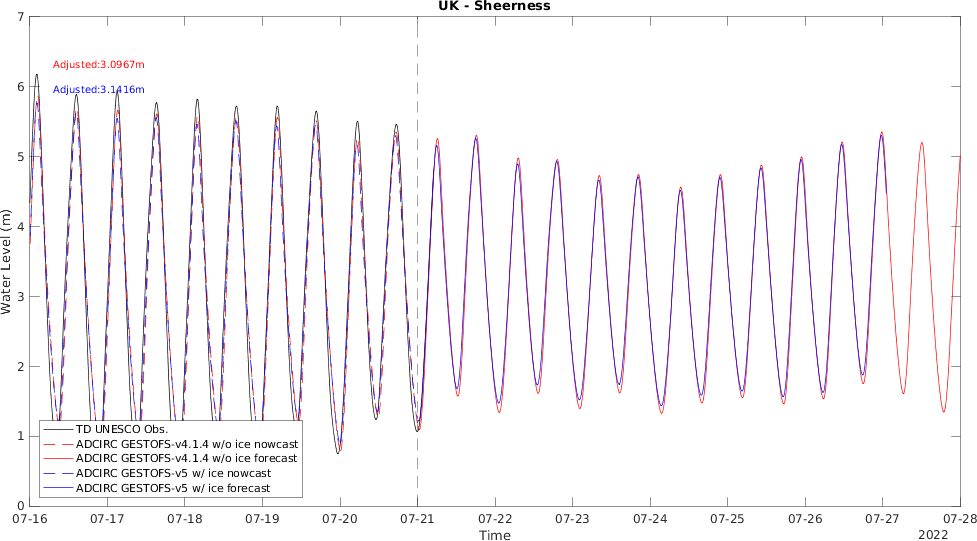 UK - Sheerness
7
6
5
4
3
2
1
0
Water Level (m)
Adjusted:3.0967m
Adjusted:3.1416m
TD UNESCO Obs.
ADCIRC GESTOFS-v4.1.4 w/o ice nowcast
ADCIRC GESTOFS-v4.1.4 w/o ice forecast
ADCIRC GESTOFS-v5 w/ ice nowcast
ADCIRC GESTOFS-v5 w/ ice forecast
07-16 07-17 07-18 07-19 07-20 07-21 07-22 07-23 07-24 07-25 07-26 07-27 07-28
Time
2022